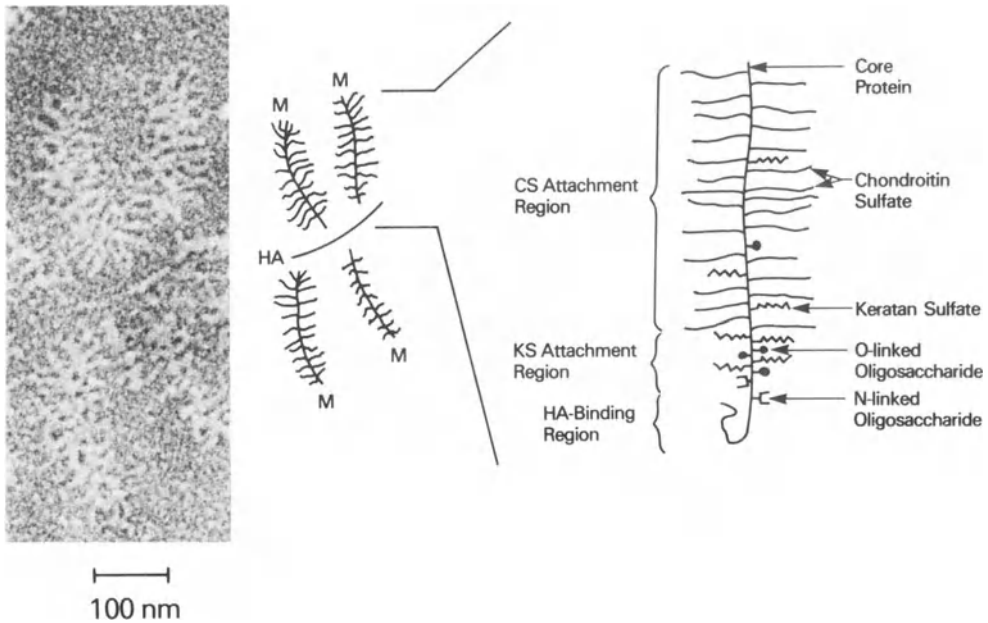 M
M
HA
M
M
100 nm
CS Attachment
Region
KS Attachment
Region
HA-Binding
Region
Core
Protein
Chondroitin
Sulfate
Keratan Sulfate
O-linked
Oligosaccharide
N-linked
Oligosaccharide